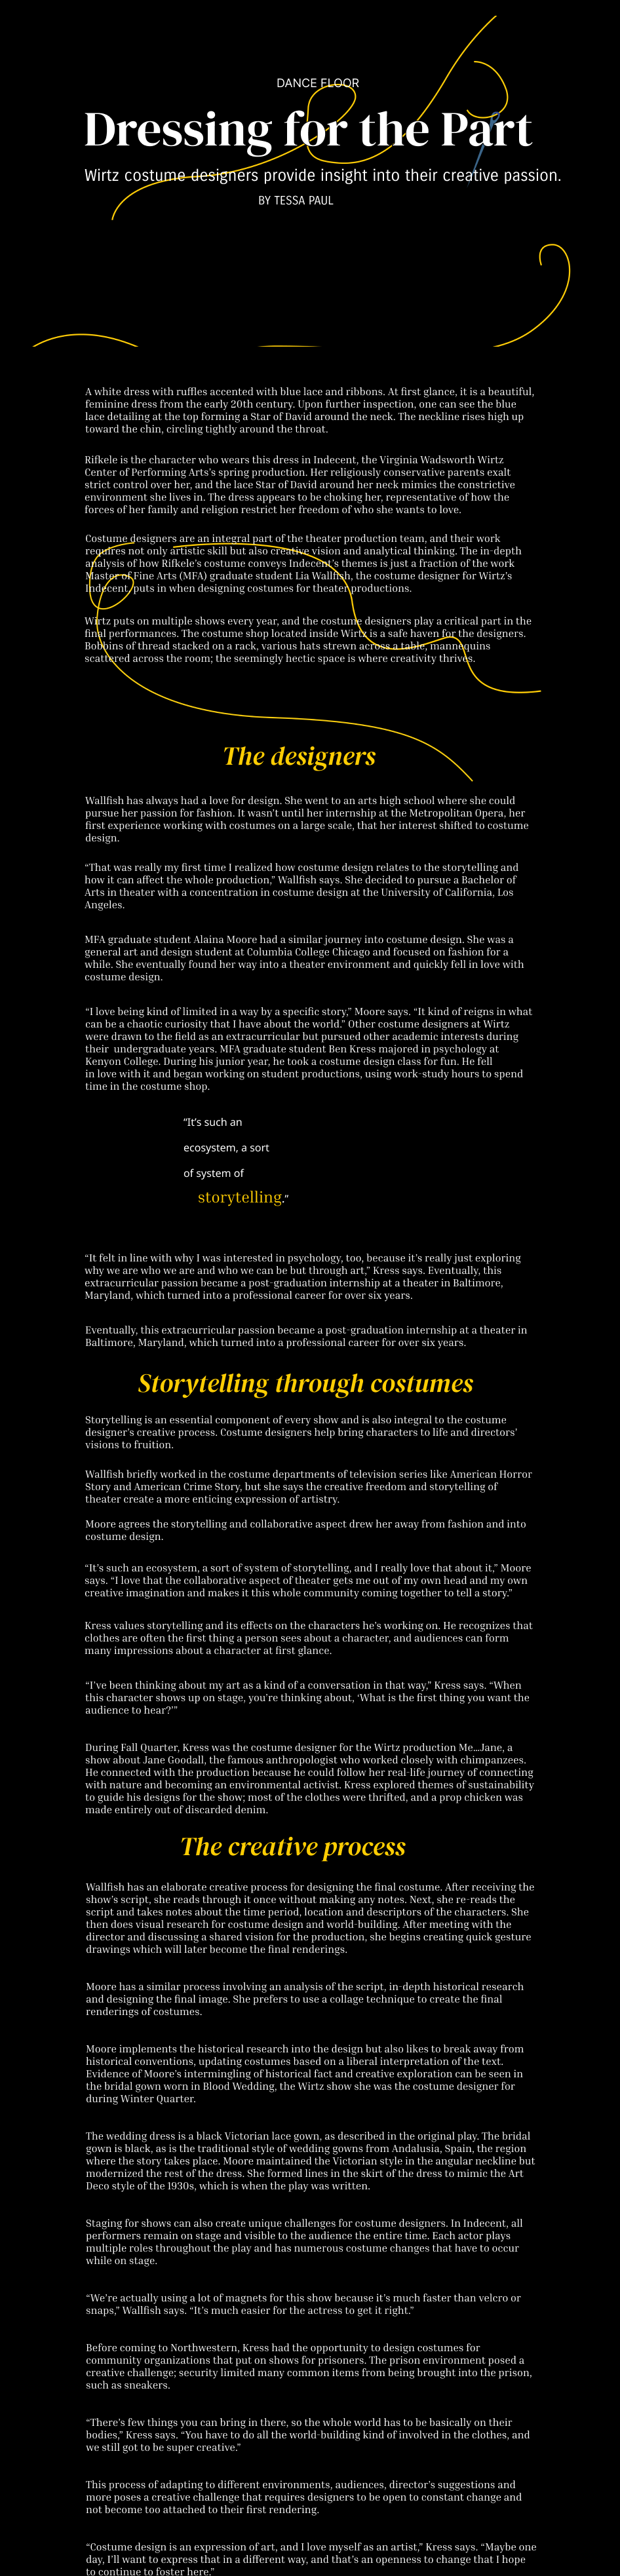 DANCE FLOOR
Dressing for the Part
Wirtz costume designers provide insight into their creative passion.
BY TESSA PAUL
A white dress with ruffles accented with blue lace and ribbons. At first glance, it is a beautiful,
feminine dress from the early 20th century. Upon further inspection, one can see the blue
lace detailing at the top forming a Star of David around the neck. The neckline rises high up
toward the chin, circling tightly around the throat.
Rifkele is the character who wears this dress in Indecent, the Virginia Wadsworth Wirtz
Center of Performing Arts's spring production. Her religiously conservative parents exalt
strict control over her, and the lace Star of David around her neck mimics the constrictive
environment she lives in. The dress appears to be choking her, representative of how the
forces of her family and religion restrict her freedom of who she wants to love.
Costume designers are an integral part of the theater production team, and their work
requires not only artistic skill but also creative vision and analytical thinking. The in-depth
analysis of how Rifkele's costume conveys Indecent's themes is just a fraction of the work
Master of Fine Arts (MFA) graduate student Lia Wallfish, the costume designer for Wirtz's
Indecent, puts in when designing costumes for theater productions.
Wirtz puts on multiple shows every year, and the costume designers play a critical part in the
final performances. The costume shop located inside Wirtz is a safe haven for the designers.
Bobbins of thread stacked on a rack, various hats strewn across a table, mannequins
scattered across the room; the seemingly hectic space is where creativity thrives.
The designers
Wallfish has always had a love for design. She went to an arts high school where she could
pursue her passion for fashion. It wasn't until her internship at the Metropolitan Opera, her
first experience working with costumes on a large scale, that her interest shifted to costume
design.
“That was really my first time I realized how costume design relates to the storytelling and
how it can affect the whole production,” Wallfish says. She decided to pursue a Bachelor of
Arts in theater with a concentration in costume design at the University of California, Los
Angeles.
MFA graduate student Alaina Moore had a similar journey into costume design. She was a
general art and design student at Columbia College Chicago and focused on fashion for a
while. She eventually found her way into a theater environment and quickly fell in love with
costume design.
“I love being kind of limited in a way by a specific story,” Moore says. “It kind of reigns in what
can be a chaotic curiosity that I have about the world.” Other costume designers at Wirtz
were drawn to the field as an extracurricular but pursued other academic interests during
their  undergraduate years. MFA graduate student Ben Kress majored in psychology at
Kenyon College. During his junior year, he took a costume design class for fun. He fell
in love with it and began working on student productions, using work-study hours to spend
time in the costume shop.
“It's such an
ecosystem, a sort
of system of
storytelling.”
“It felt in line with why I was interested in psychology, too, because it's really just exploring
why we are who we are and who we can be but through art,” Kress says. Eventually, this
extracurricular passion became a post-graduation internship at a theater in Baltimore,
Maryland, which turned into a professional career for over six years.
Eventually, this extracurricular passion became a post-graduation internship at a theater in
Baltimore, Maryland, which turned into a professional career for over six years.
Storytelling through costumes
Storytelling is an essential component of every show and is also integral to the costume
designer's creative process. Costume designers help bring characters to life and directors'
visions to fruition.
Wallfish briefly worked in the costume departments of television series like American Horror
Story and American Crime Story, but she says the creative freedom and storytelling of
theater create a more enticing expression of artistry.
Moore agrees the storytelling and collaborative aspect drew her away from fashion and into
costume design.
“It's such an ecosystem, a sort of system of storytelling, and I really love that about it,” Moore
says. “I love that the collaborative aspect of theater gets me out of my own head and my own
creative imagination and makes it this whole community coming together to tell a story.”
Kress values storytelling and its effects on the characters he's working on. He recognizes that
clothes are often the first thing a person sees about a character, and audiences can form
many impressions about a character at first glance.
“I've been thinking about my art as a kind of a conversation in that way,” Kress says. “When
this character shows up on stage, you're thinking about, ‘What is the first thing you want the
audience to hear?’”
During Fall Quarter, Kress was the costume designer for the Wirtz production Me...Jane, a
show about Jane Goodall, the famous anthropologist who worked closely with chimpanzees.
He connected with the production because he could follow her real-life journey of connecting
with nature and becoming an environmental activist. Kress explored themes of sustainability
to guide his designs for the show; most of the clothes were thrifted, and a prop chicken was
made entirely out of discarded denim.
The creative process
Wallfish has an elaborate creative process for designing the final costume. After receiving the
show's script, she reads through it once without making any notes. Next, she re-reads the
script and takes notes about the time period, location and descriptors of the characters. She
then does visual research for costume design and world-building. After meeting with the
director and discussing a shared vision for the production, she begins creating quick gesture
drawings which will later become the final renderings.
Moore has a similar process involving an analysis of the script, in-depth historical research
and designing the final image. She prefers to use a collage technique to create the final
renderings of costumes.
Moore implements the historical research into the design but also likes to break away from
historical conventions, updating costumes based on a liberal interpretation of the text.
Evidence of Moore's intermingling of historical fact and creative exploration can be seen in
the bridal gown worn in Blood Wedding, the Wirtz show she was the costume designer for
during Winter Quarter.
The wedding dress is a black Victorian lace gown, as described in the original play. The bridal
gown is black, as is the traditional style of wedding gowns from Andalusia, Spain, the region
where the story takes place. Moore maintained the Victorian style in the angular neckline but
modernized the rest of the dress. She formed lines in the skirt of the dress to mimic the Art
Deco style of the 1930s, which is when the play was written.
Staging for shows can also create unique challenges for costume designers. In Indecent, all
performers remain on stage and visible to the audience the entire time. Each actor plays
multiple roles throughout the play and has numerous costume changes that have to occur
while on stage.
“We're actually using a lot of magnets for this show because it's much faster than velcro or
snaps,” Wallfish says. “It's much easier for the actress to get it right.”
Before coming to Northwestern, Kress had the opportunity to design costumes for
community organizations that put on shows for prisoners. The prison environment posed a
creative challenge; security limited many common items from being brought into the prison,
such as sneakers.
“There's few things you can bring in there, so the whole world has to be basically on their
bodies,” Kress says. “You have to do all the world-building kind of involved in the clothes, and
we still got to be super creative.”
This process of adapting to different environments, audiences, director's suggestions and
more poses a creative challenge that requires designers to be open to constant change and
not become too attached to their first rendering.
“Costume design is an expression of art, and I love myself as an artist,” Kress says. “Maybe one
day, I'll want to express that in a different way, and that's an openness to change that I hope
to continue to foster here.”